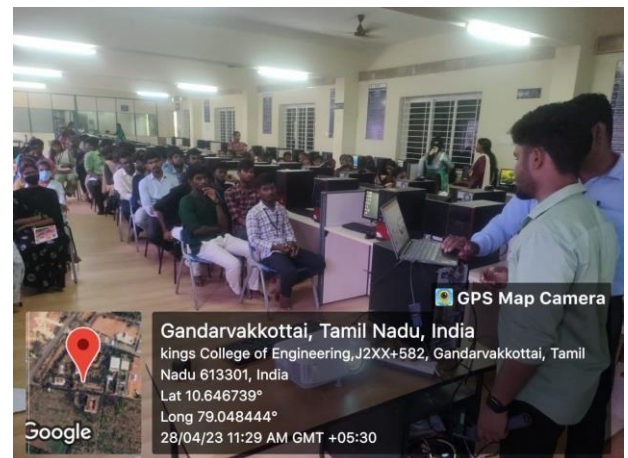 GPS Map Camera
Gandarvakkottai, Tamil Nadu, India
kings College of Engineering,J2XX+582, Gandarvakkottai, Tamil
Nadu 613301, India
Lat 10.646739°
Long 79.048444°
28/04/23 11:29 AM GMT +05:30
Google